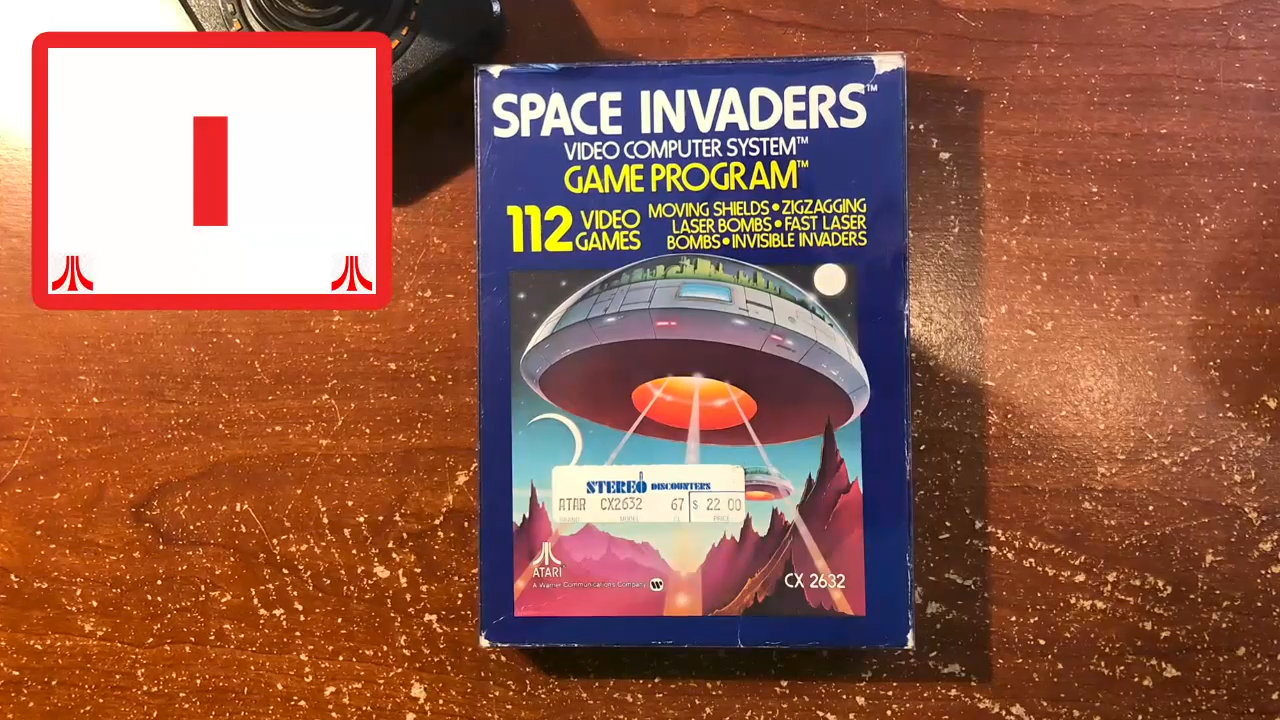 SPACE INVADERS™
VIDEO COMPUTER SYSTEM™
GAME PROGRAM™
112 VIDEO GAMES
MOVING SHIELDS • ZIGZAGGING
LASER BOMBS • FAST LASER
BOMBS • INVISIBLE INVADERS
STEREO DISCOUNTERS
ATAR CX2632 67 $ 22 00
BRAND MODEL CL PRICE
ATARI
A Warner Communications Company
CX 2632